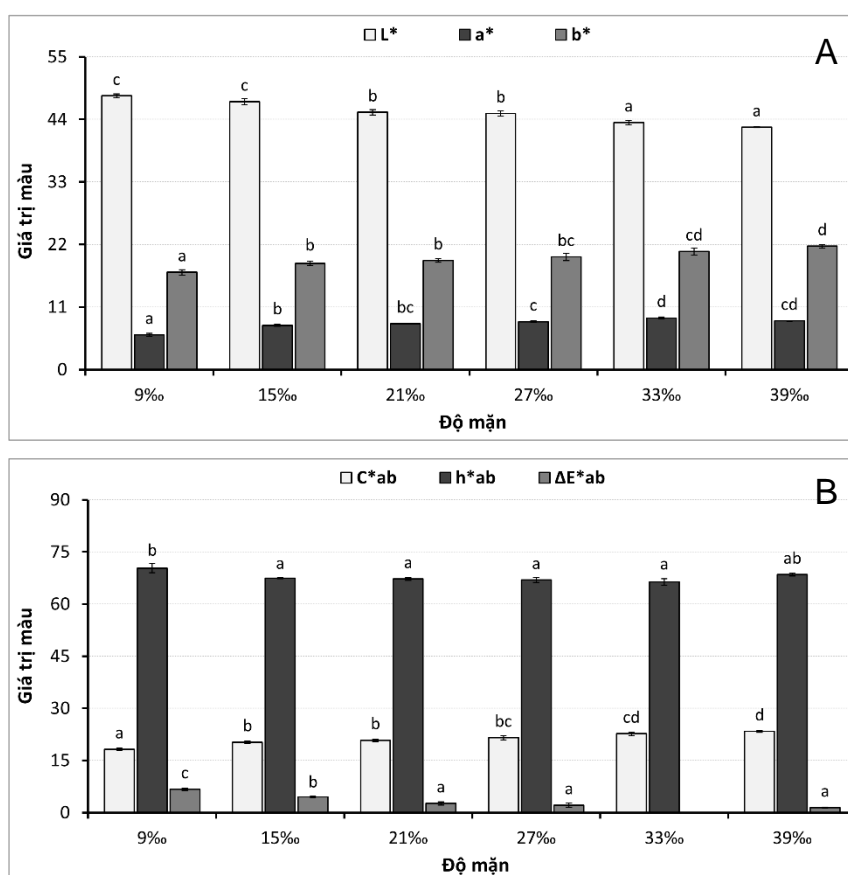 L* a* b*
A
55
c c b b a a
44
33
22
a b b bc cd d
11
a b bc c d cd
0
Giá trị màu
9‰ 15‰ 21‰ 27‰ 33‰ 39‰
Độ mặn
C*ab h*ab ΔE*ab
B
90
75
b a a a a ab
60
45
30
a b b bc cd d
15
c b a a a
0
Giá trị màu
9‰ 15‰ 21‰ 27‰ 33‰ 39‰
Độ mặn